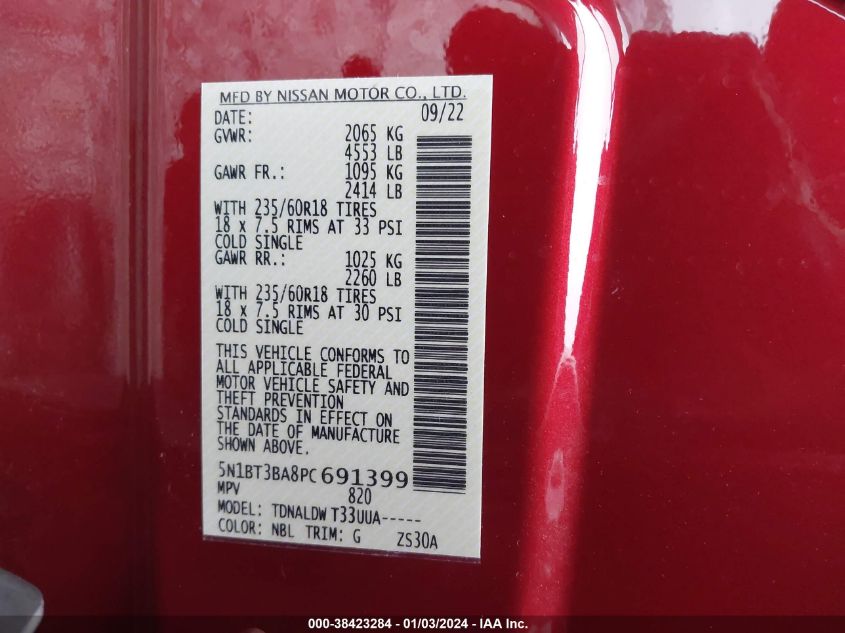 MFD BY NISSAN MOTOR CO., LTD.
DATE: 09/22
GVWR: 2065 KG
4553 LB
GAWR FR.: 1095 KG
2414 LB
WITH 235/60R18 TIRES
18 x 7.5 RIMS AT 33 PSI
COLD SINGLE
GAWR RR.: 1025 KG
2260 LB
WITH 235/60R18 TIRES
18 x 7.5 RIMS AT 30 PSI
COLD SINGLE
THIS VEHICLE CONFORMS TO
ALL APPLICABLE FEDERAL
MOTOR VEHICLE SAFETY AND
THEFT PREVENTION
STANDARDS IN EFFECT ON
THE DATE OF MANUFACTURE
SHOWN ABOVE.
5N1BT3BA8PC691399
MPV 820
MODEL: TDNALDW T33UUA-----
COLOR: NBL TRIM: G ZS30A
000-38423284 - 01/03/2024 - IAA Inc.